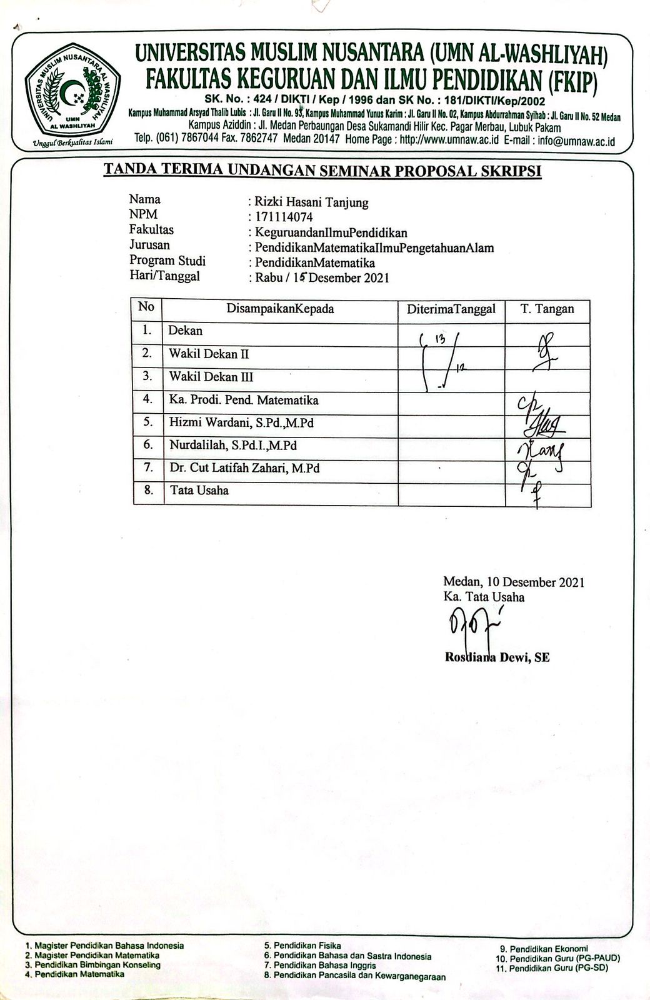 UNIVERSITAS MUSLIM NUSANTARA AL WASHLIYAH
UMN
AL WASHLIYAH
Unggul Berkualitas Islami
UNIVERSITAS MUSLIM NUSANTARA (UMN AL-WASHLIYAH)
FAKULTAS KEGURUAN DAN ILMU PENDIDIKAN (FKIP)
SK. No. : 424 / DIKTI / Kep / 1996 dan SK No. : 181/DIKTI/Kep/2002
Kampus Muhammad Arsyad Thalib Lubis : Jl. Garu II No. 93, Kampus Muhammad Yunus Karim : Jl. Garu II No. 02, Kampus Abdurrahman Syihab : Jl. Garu II No. 52 Medan
Kampus Aziddin : Jl. Medan Perbaungan Desa Sukamandi Hilir Kec. Pagar Merbau, Lubuk Pakam
Telp. (061) 7867044 Fax. 7862747 Medan 20147 Home Page : http://www.umnaw.ac.id E-mail : info@umnaw.ac.id
TANDA TERIMA UNDANGAN SEMINAR PROPOSAL SKRIPSI
Nama : Rizki Hasani Tanjung
NPM : 171114074
Fakultas : KeguruandanIlmuPendidikan
Jurusan : PendidikanMatematikaIlmuPengetahuanAlam
Program Studi : PendidikanMatematika
Hari/Tanggal : Rabu / 15 Desember 2021
No DisampaikanKepada DiterimaTanggal T. Tangan
1. Dekan 13
2. Wakil Dekan II 12
3. Wakil Dekan III
4. Ka. Prodi. Pend. Matematika
5. Hizmi Wardani, S.Pd.,M.Pd
6. Nurdalilah, S.Pd.I.,M.Pd
7. Dr. Cut Latifah Zahari, M.Pd
8. Tata Usaha
Medan, 10 Desember 2021
Ka. Tata Usaha
Rosdiana Dewi, SE
1. Magister Pendidikan Bahasa Indonesia
2. Magister Pendidikan Matematika
3. Pendidikan Bimbingan Konseling
4. Pendidikan Matematika
5. Pendidikan Fisika
6. Pendidikan Bahasa dan Sastra Indonesia
7. Pendidikan Bahasa Inggris
8. Pendidikan Pancasila dan Kewarganegaraan
9. Pendidikan Ekonomi
10. Pendidikan Guru (PG-PAUD)
11. Pendidikan Guru (PG-SD)